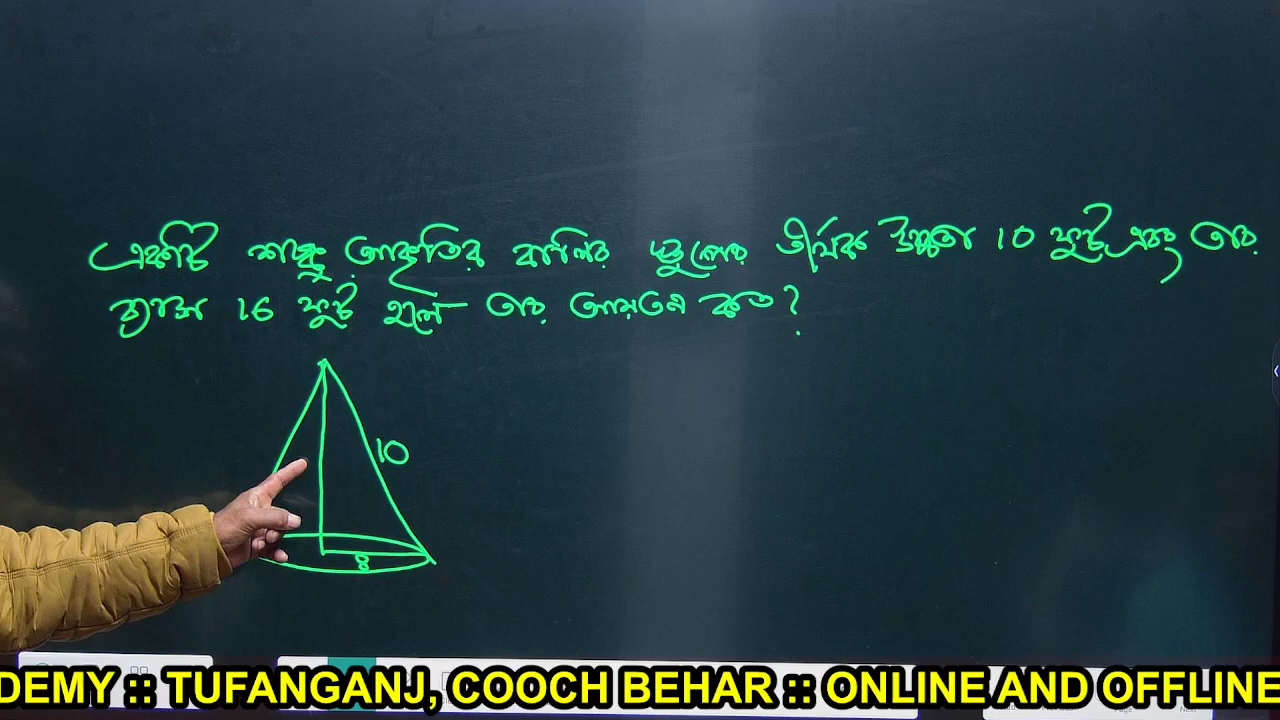 একটি শঙ্কু আকৃতির বালির স্তুপের তীর্যক উচ্চতা 10 ফুট এবং তার
ব্যাস 16 ফুট হলে তার আয়তন কত?
10
8
DEMY :: TUFANGANJ, COOCH BEHAR :: ONLINE AND OFFLINE
Next